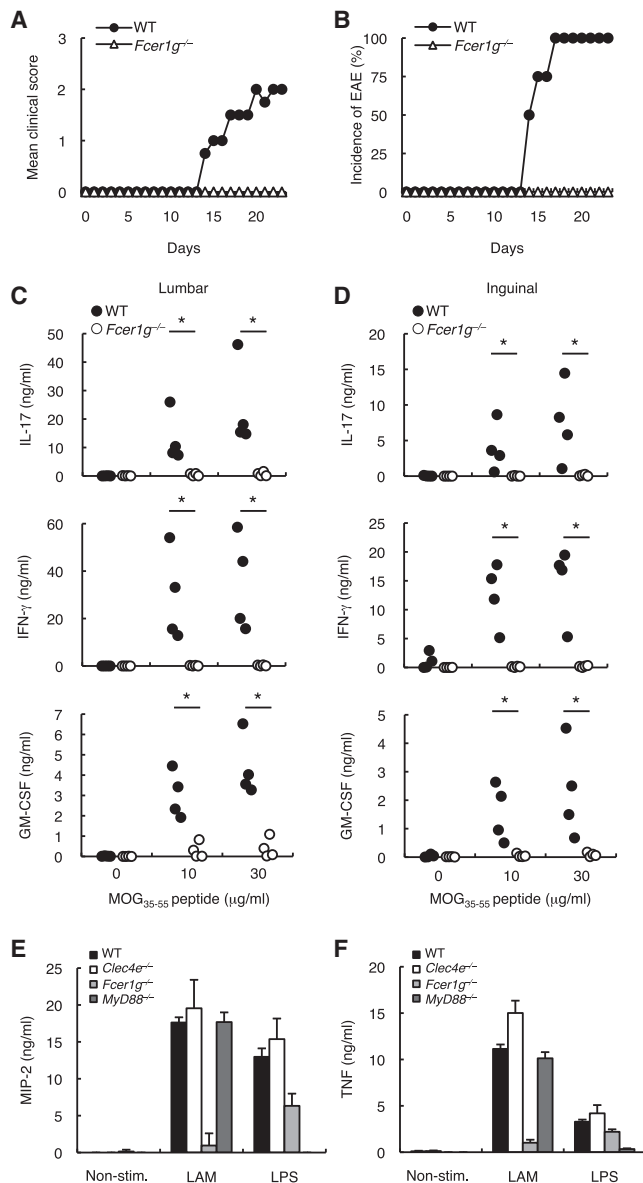 A
WT
Fcer1g–/–
3
2
1
0
Mean clinical score
0 5 10 15 20
Days
B
WT
Fcer1g–/–
100
75
50
25
0
Incidence of EAE (%)
0 5 10 15 20
Days
C
Lumbar
WT
Fcer1g–/–
50
40
30
20
10
0
IL-17 (ng/ml)
* *
60
40
20
0
IFN-γ (ng/ml)
* *
7
6
5
4
3
2
1
0
GM-CSF (ng/ml)
* *
0 10 30
MOG35-55 peptide (μg/ml)
D
Inguinal
WT
Fcer1g–/–
20
15
10
5
0
IL-17 (ng/ml)
* *
25
20
15
10
5
0
IFN-γ (ng/ml)
* *
5
4
3
2
1
0
GM-CSF (ng/ml)
* *
0 10 30
MOG35-55 peptide (μg/ml)
E
WT
Clec4e–/–
Fcer1g–/–
MyD88–/–
25
20
15
10
5
0
MIP-2 (ng/ml)
Non-stim. LAM LPS
F
WT
Clec4e–/–
Fcer1g–/–
MyD88–/–
20
15
10
5
0
TNF (ng/ml)
Non-stim. LAM LPS